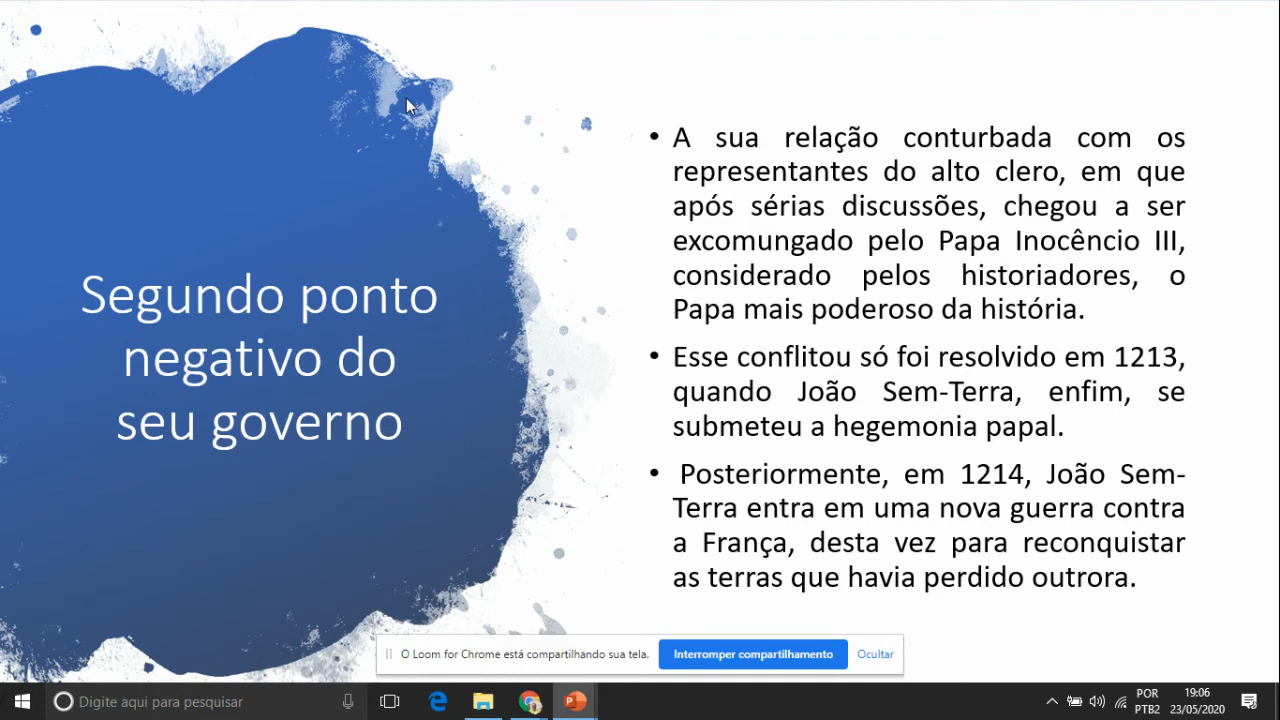 Segundo ponto
negativo do
seu governo
• A sua relação conturbada com os
representantes do alto clero, em que
após sérias discussões, chegou a ser
excomungado pelo Papa Inocêncio III,
considerado pelos historiadores, o
Papa mais poderoso da história.
• Esse conflitou só foi resolvido em 1213,
quando João Sem-Terra, enfim, se
submeteu a hegemonia papal.
• Posteriormente, em 1214, João Sem-
Terra entra em uma nova guerra contra
a França, desta vez para reconquistar
as terras que havia perdido outrora.
O Loom for Chrome está compartilhando sua tela.
Interromper compartilhamento
Ocultar
Digite aqui para pesquisar
POR
PTB2
19:06
23/05/2020